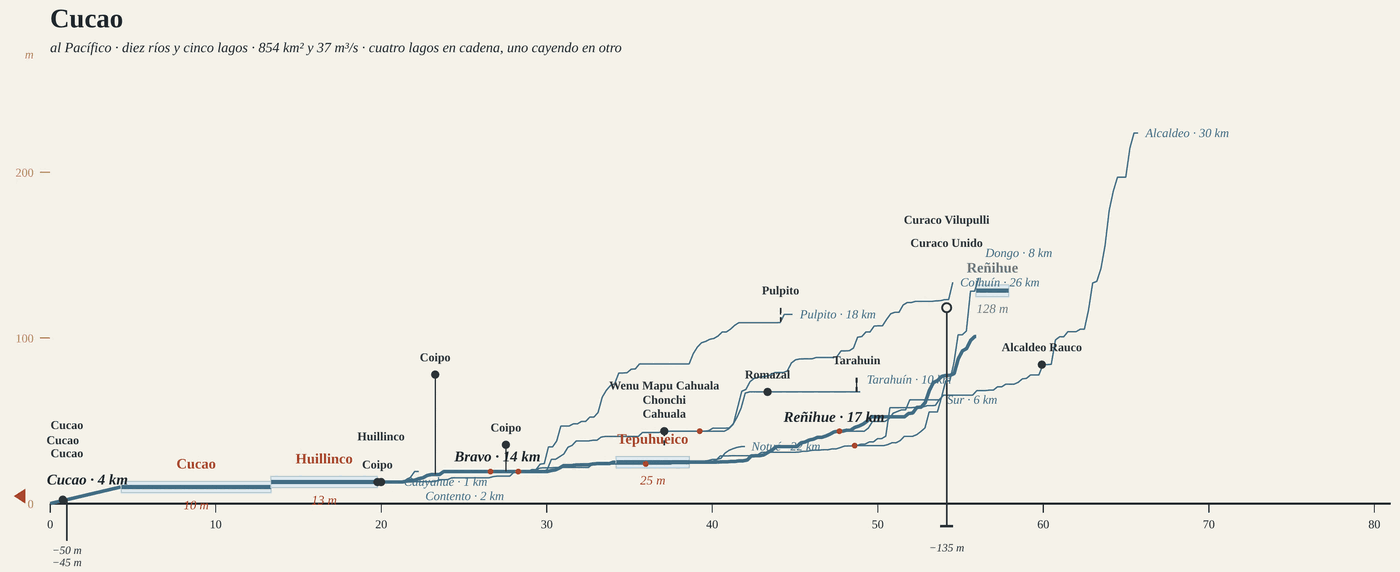 Cucao
al Pacífico · diez ríos y cinco lagos · 854 km² y 37 m³/s · cuatro lagos en cadena, uno cayendo en otro
m
200
100
0
Alcaldeo · 30 km
Curaco Vilupulli
Curaco Unido
Dongo · 8 km
Reñihue
Colhuín · 26 km
128 m
Pulpito
Pulpito · 18 km
Alcaldeo Rauco
Coipo
Tarahuin
Romazal
Tarahuín · 10 km
Wenu Mapu Cahuala
Chonchi
Cahuala
Sur · 6 km
Reñihue · 17 km
Cucao
Cucao
Cucao
Huillinco
Coipo
Tepuhueico
Notué · 22 km
Bravo · 14 km
Cucao
Huillinco
Coipo
25 m
Cucao · 4 km
Cauyahue · 1 km
Contento · 2 km
10 m
13 m
0
10
20
30
40
50
60
70
80
−50 m
−45 m
−135 m